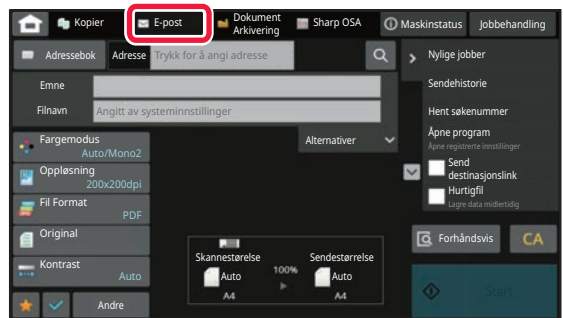 Kopier
E-post
Dokument
Arkivering
Sharp OSA
Maskinstatus
Jobbehandling
Adressebok
Adresse
Trykk for å angi adresse
Nylige jobber
Emne
Sendehistorie
Filnavn
Angitt av systeminnstillinger
Hent søkenummer
Fargemodus
Auto/Mono2
Alternativer
Åpne program
Åpne registrerte innstillinger
Oppløsning
200x200dpi
Send
destinasjonslink
Hurtigfil
Lagre data midlertidig
Fil Format
PDF
Original
Forhåndsvis
CA
Skannestørelse
Sendestørrelse
Kontrast
Auto
Auto
100%
Auto
A4
A4
Andre
Start